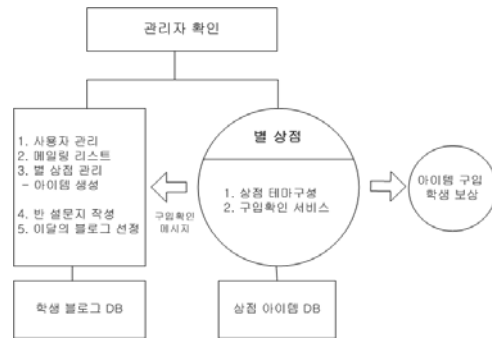 관리자 확인
1. 사용자 관리
2. 메일링 리스트
3. 별 상점 관리
- 아이템 생성
4. 반 설문지 작성
5. 이달의 블로그 선정
구입확인
메시지
별 상점
1. 상점 테마구성
2. 구입확인 서비스
아이템 구입
학생 보상
학생 블로그 DB
상점 아이템 DB